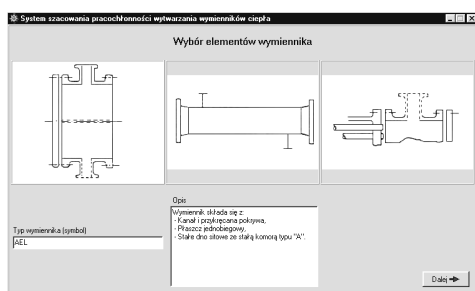 System szacowania pracochłonności wytwarzania wymienników ciepła
Wybór elementów wymiennika
Typ wymiennika (symbol)
AEL
Opis
Wymiennik składa się z:
- Kanał i przykręcana pokrywa,
- Płaszcz jednobiegowy,
- Stałe dno sitowe ze stałą komorą typu "A".
Dalej